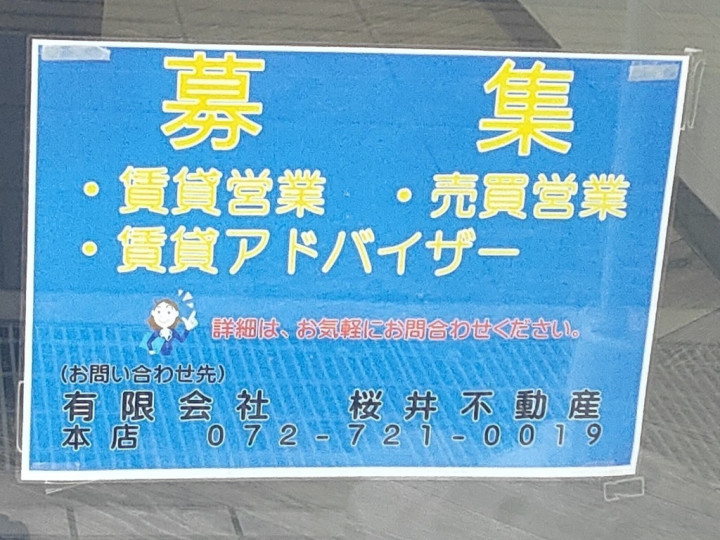 募 集
・賃貸営業 ・売買営業
・賃貸アドバイザー
詳細は、お気軽にお問合わせください。
(お問い合わせ先)
有限会社 桜井不動産
本店 072-721-0019